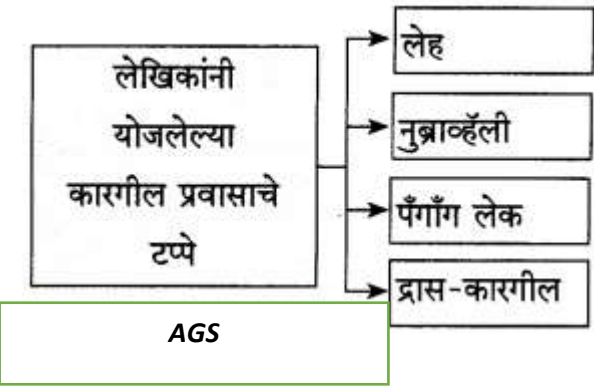 लेखिकांनी
योजलेल्या
कारगील प्रवासाचे
टप्पे
लेह
नुब्राव्हॅली
पँगाँग लेक
द्रास-कारगील
AGS